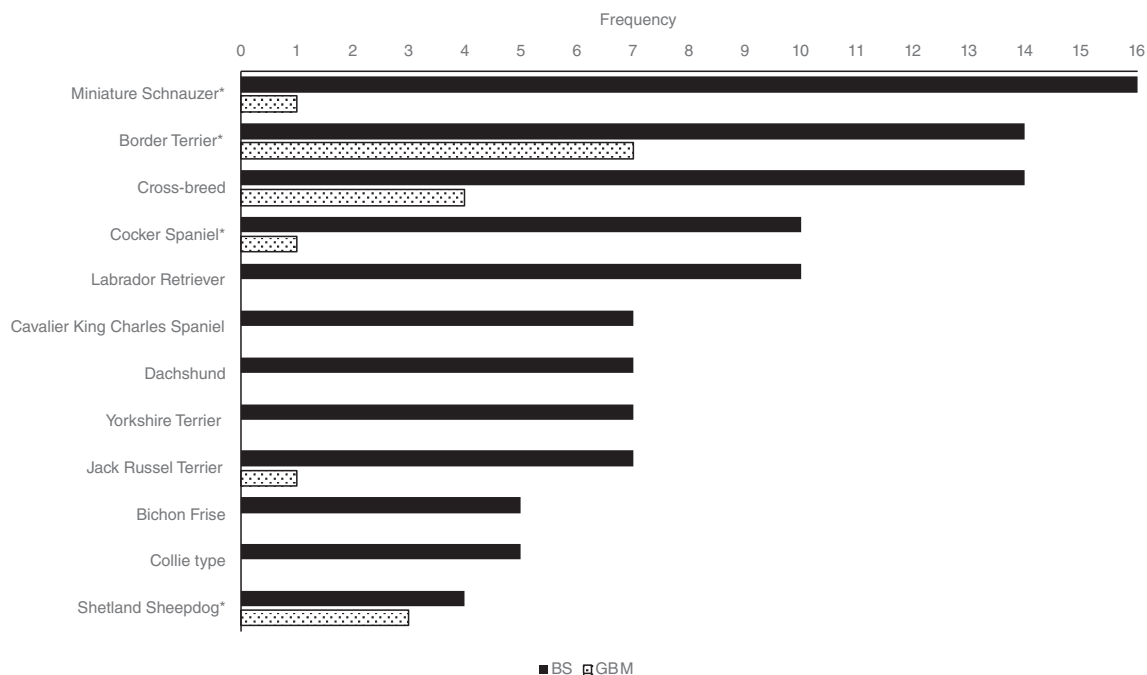 Frequency
0 1 2 3 4 5 6 7 8 9 10 11 12 13 14 15 16
Miniature Schnauzer*
Border Terrier*
Cross-breed
Cocker Spaniel*
Labrador Retriever
Cavalier King Charles Spaniel
Dachshund
Yorkshire Terrier
Jack Russel Terrier
Bichon Frise
Collie type
Shetland Sheepdog*
BS GBM